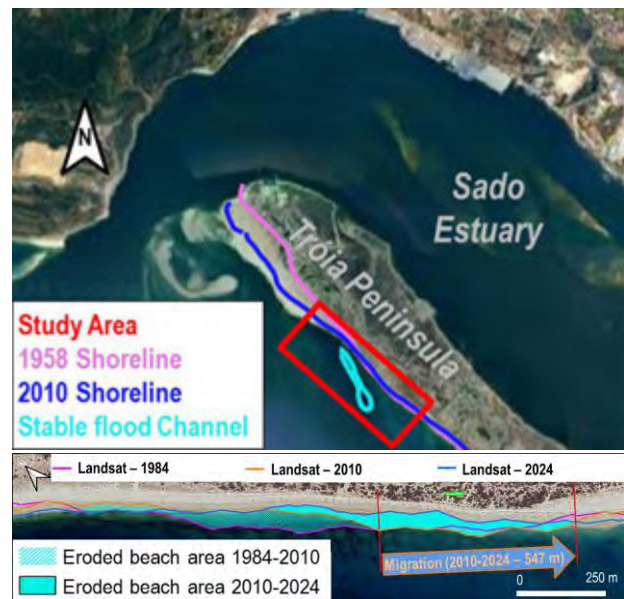 N
Sado
Estuary
Tróia Peninsula
Study Area
1958 Shoreline
2010 Shoreline
Stable flood Channel
Landsat – 1984 Landsat – 2010 Landsat – 2024
Eroded beach area 1984-2010
Eroded beach area 2010-2024
Migration (2010-2024 – 547 m)
0 250 m